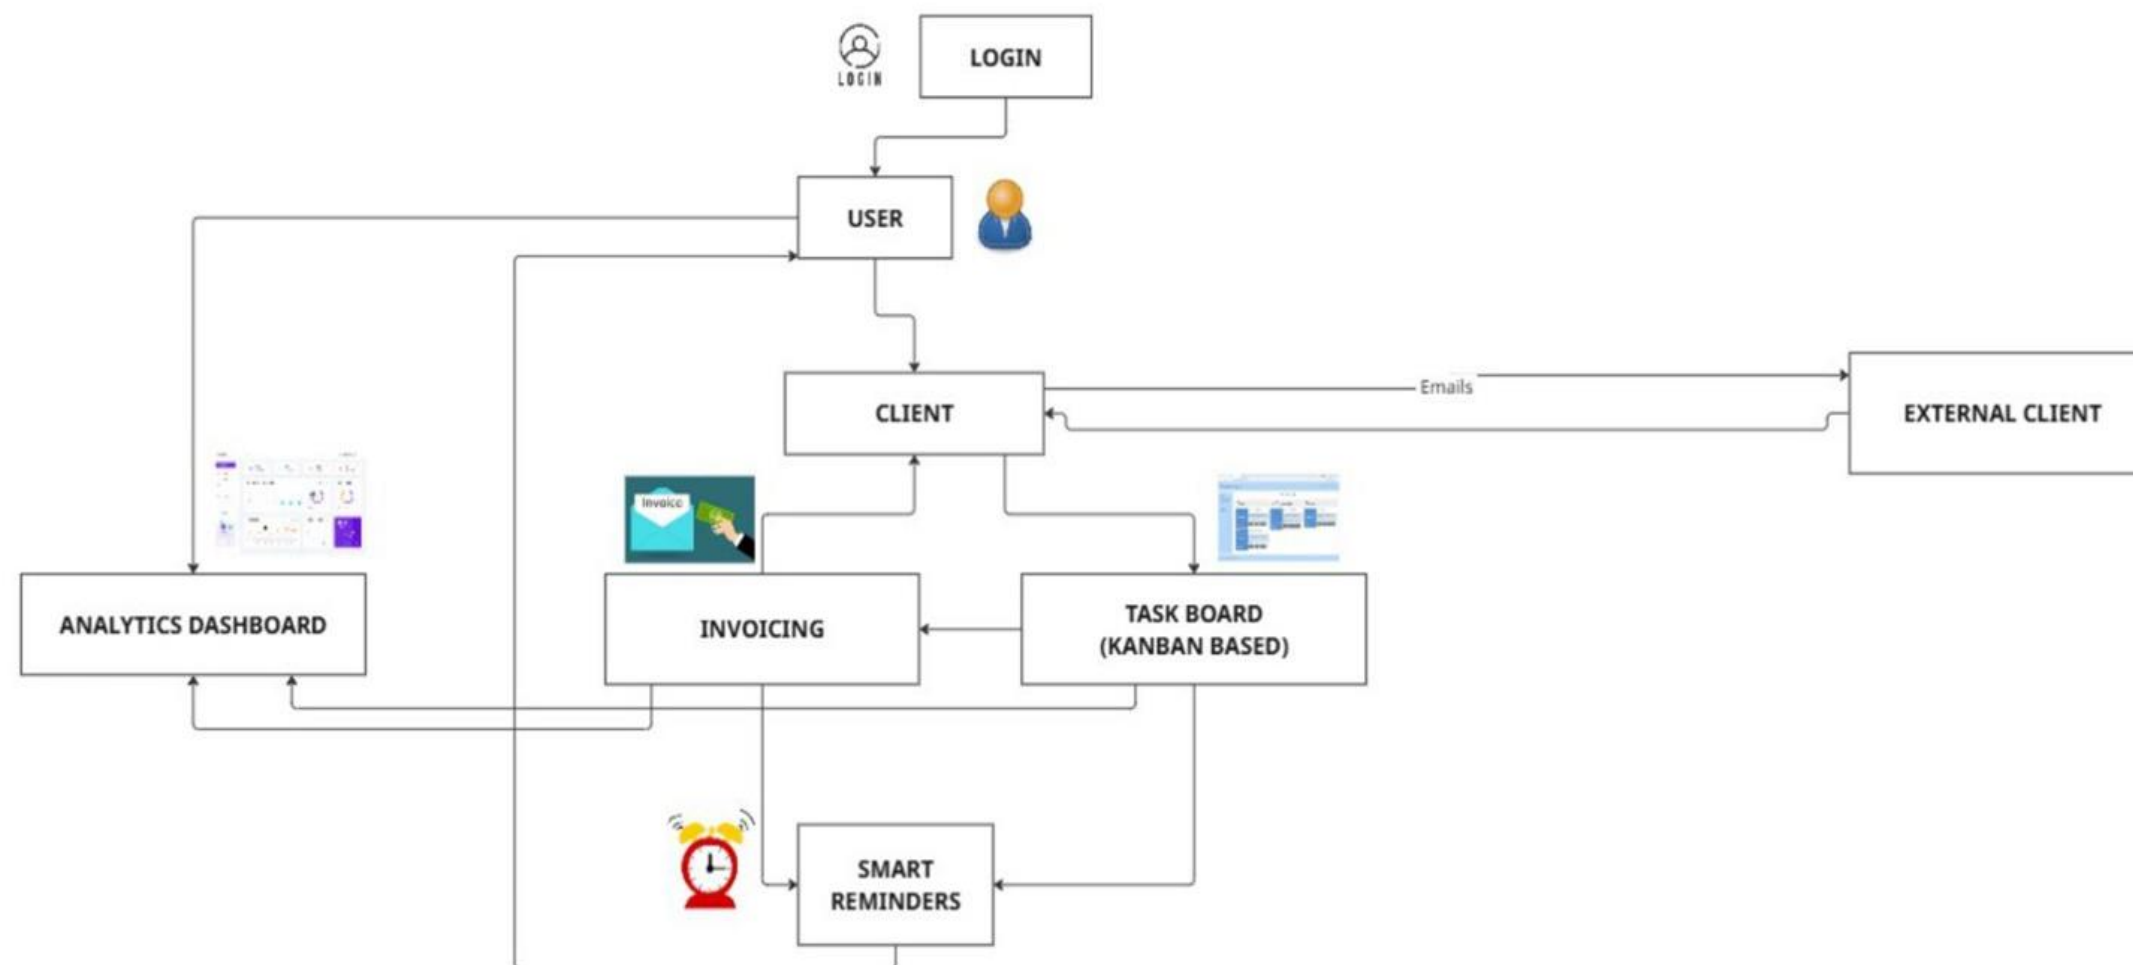 LOGIN
LOGIN
USER
CLIENT
Emails
EXTERNAL CLIENT
Invoice
ANALYTICS DASHBOARD
INVOICING
TASK BOARD
(KANBAN BASED)
SMART
REMINDERS